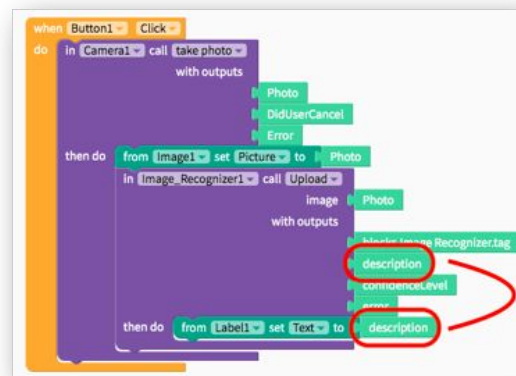 when Button1 Click
do in Camera1 call take photo
with outputs
Photo
DidUserCancel
Error
then do from Image1 set Picture to Photo
in Image_Recognizer1 call Upload
image Photo
with outputs
blocks.Image Recognizer.tag
description
confidenceLevel
error
then do from Label1 set Text to description